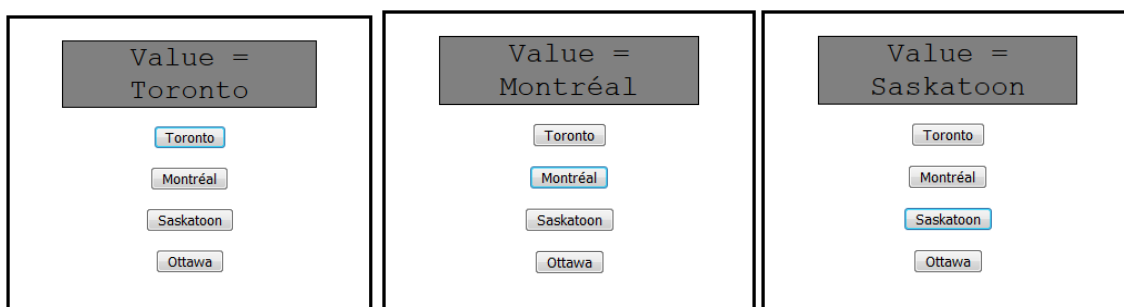 Value =
Toronto
Toronto
Montréal
Saskatoon
Ottawa
Value =
Montréal
Toronto
Montréal
Saskatoon
Ottawa
Value =
Saskatoon
Toronto
Montréal
Saskatoon
Ottawa